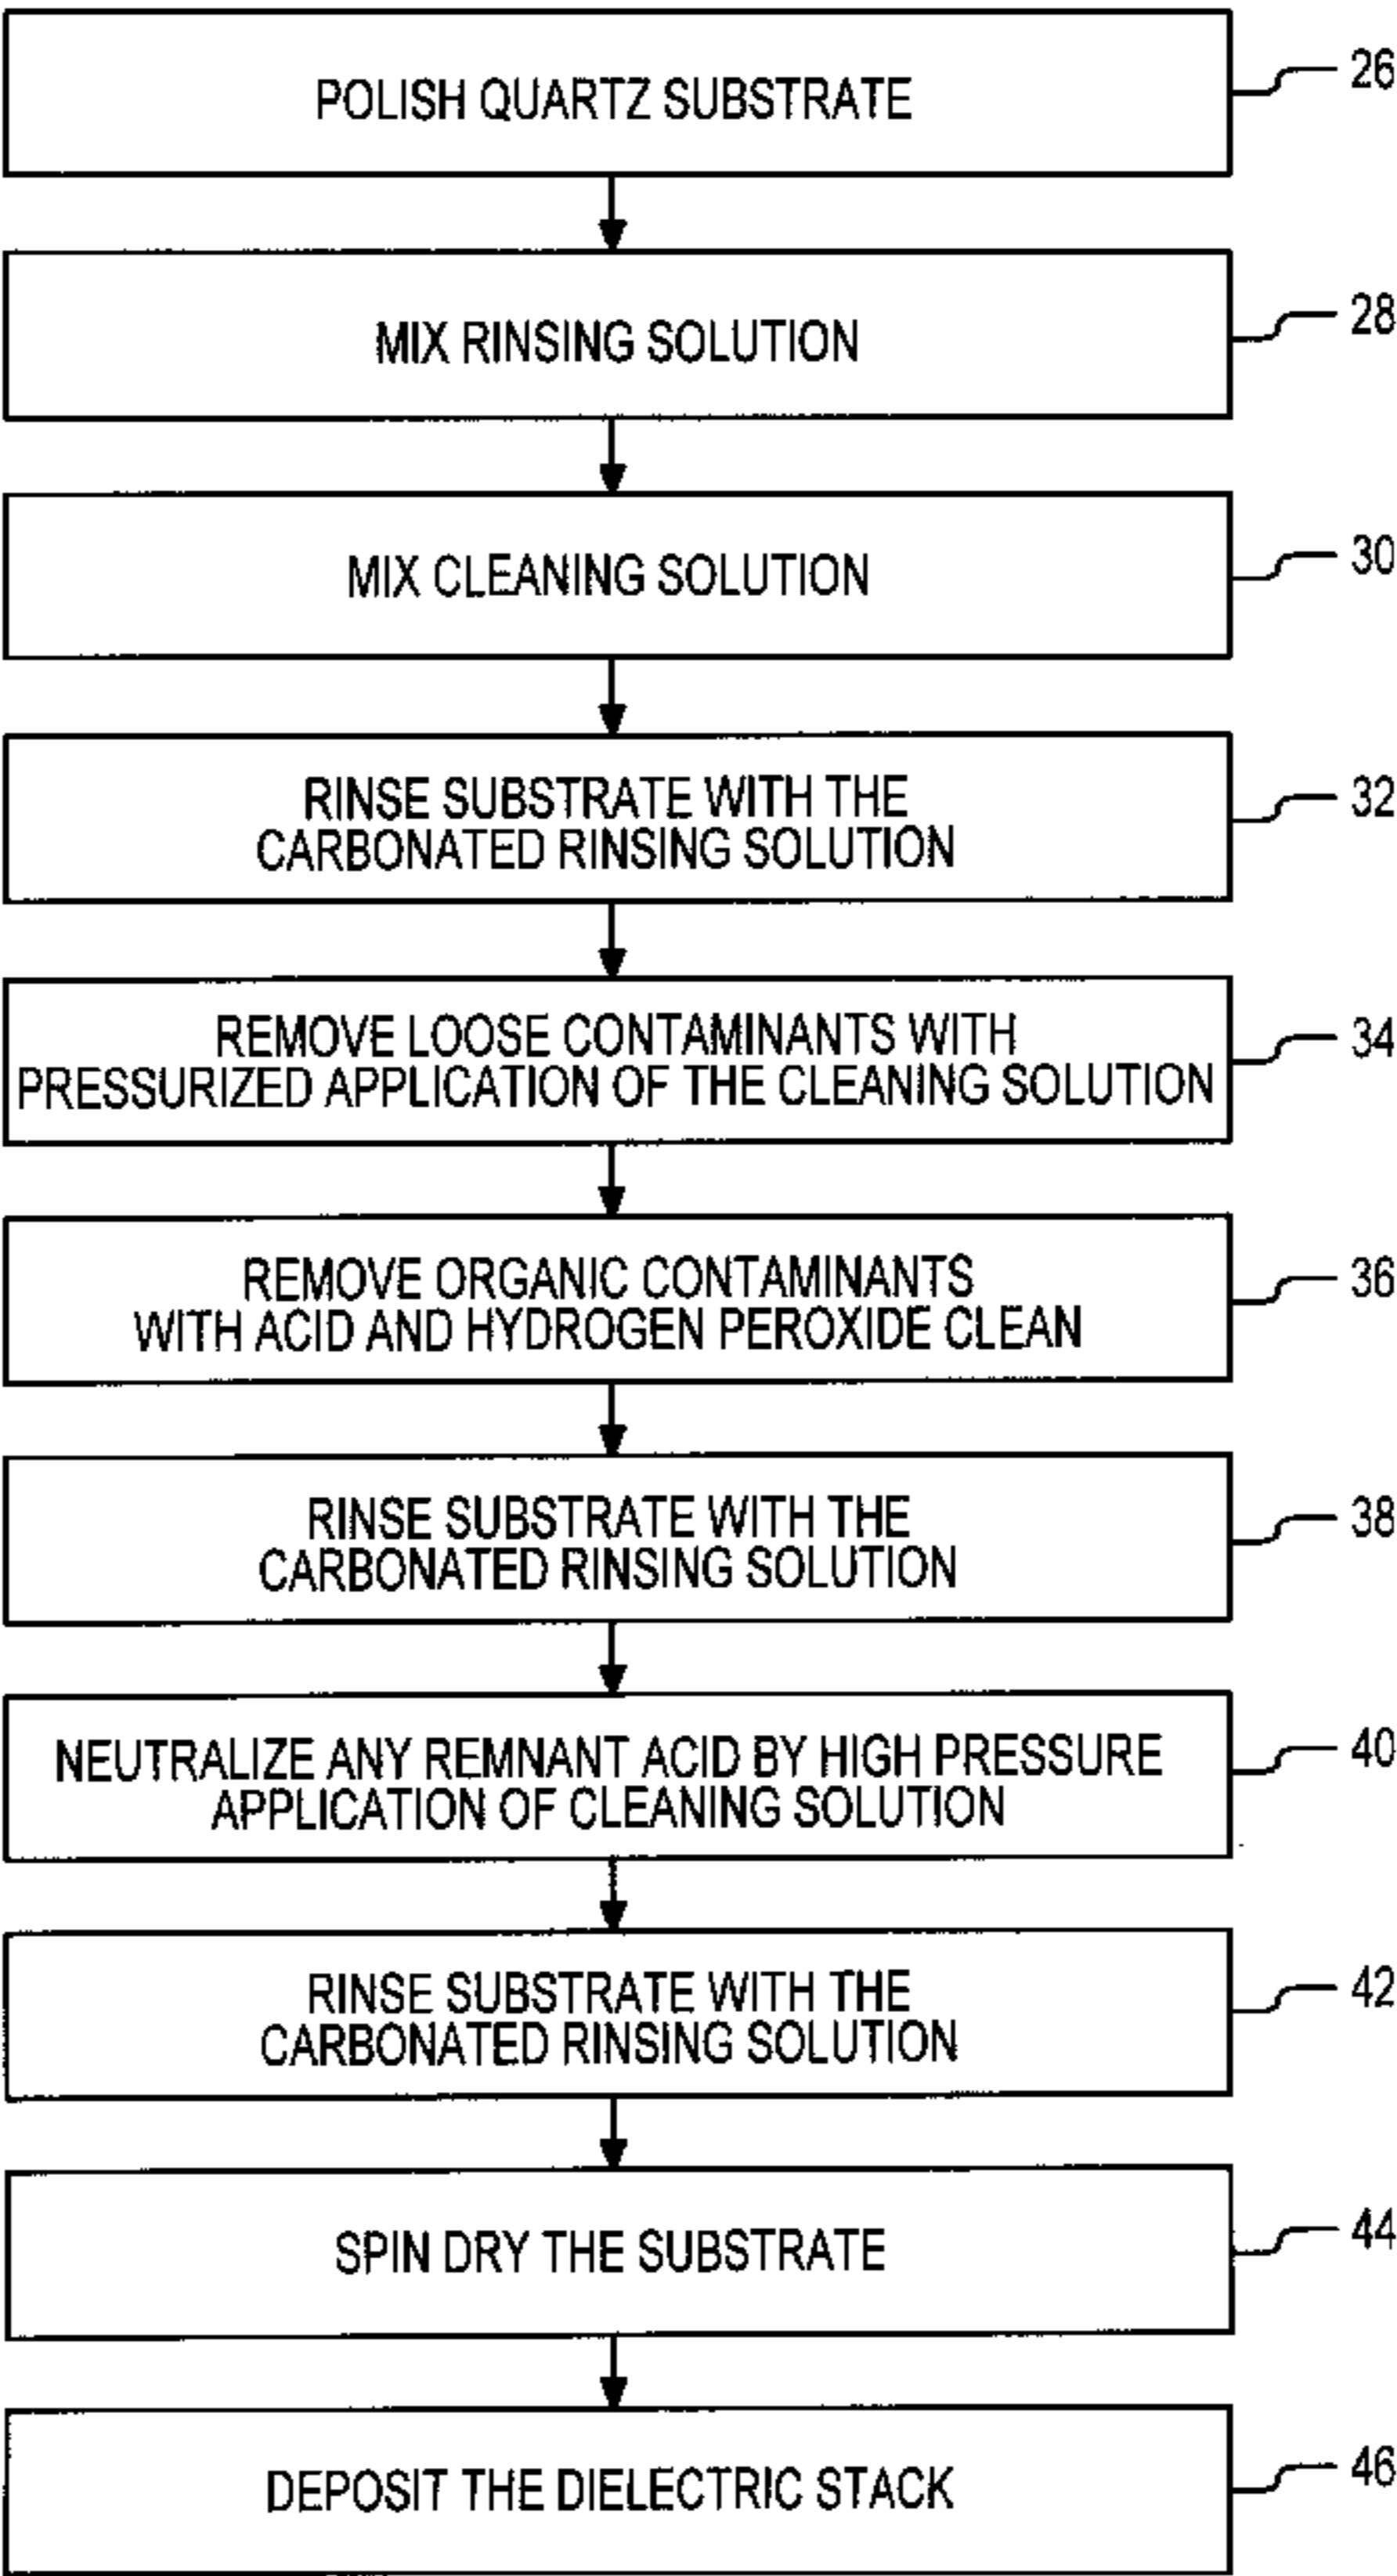 POLISH QUARTZ SUBSTRATE
26
MIX RINSING SOLUTION
28
MIX CLEANING SOLUTION
30
RINSE SUBSTRATE WITH THE
CARBONATED RINSING SOLUTION
32
REMOVE LOOSE CONTAMINANTS WITH
PRESSURIZED APPLICATION OF THE CLEANING SOLUTION
34
REMOVE ORGANIC CONTAMINANTS
WITH ACID AND HYDROGEN PEROXIDE CLEAN
36
RINSE SUBSTRATE WITH THE
CARBONATED RINSING SOLUTION
38
NEUTRALIZE ANY REMNANT ACID BY HIGH PRESSURE
APPLICATION OF CLEANING SOLUTION
40
RINSE SUBSTRATE WITH THE
CARBONATED RINSING SOLUTION
42
SPIN DRY THE SUBSTRATE
44
DEPOSIT THE DIELECTRIC STACK
46